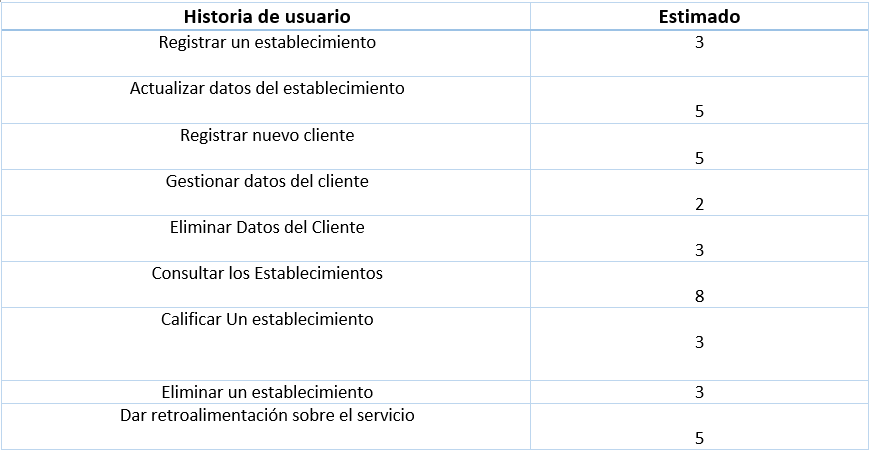 Historia de usuario Estimado
Registrar un establecimiento 3
Actualizar datos del establecimiento 5
Registrar nuevo cliente 5
Gestionar datos del cliente 2
Eliminar Datos del Cliente 3
Consultar los Establecimientos 8
Calificar Un establecimiento 3
Eliminar un establecimiento 3
Dar retroalimentación sobre el servicio 5